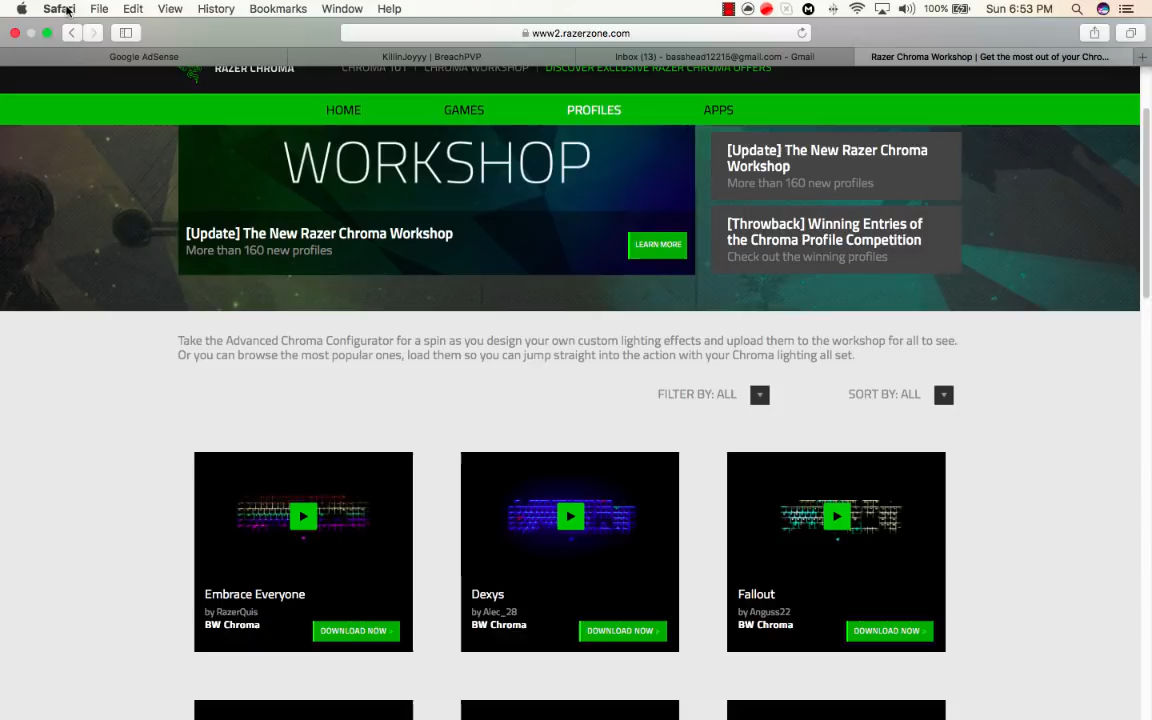 Safari File Edit View History Bookmarks Window Help 100% Sun 6:53 PM
www2.razerzone.com
Google AdSense KillinJoyyy | BreachPVP Inbox (13) - basshead12215@gmail.com - Gmail Razer Chroma Workshop | Get the most out of your Chro...
RAZER CHROMA CHROMA 101 CHROMA WORKSHOP DISCOVER EXCLUSIVE RAZER CHROMA OFFERS
HOME GAMES PROFILES APPS
WORKSHOP
[Update] The New Razer Chroma Workshop
More than 160 new profiles
LEARN MORE
[Update] The New Razer Chroma
Workshop
More than 160 new profiles
[Throwback] Winning Entries of
the Chroma Profile Competition
Check out the winning profiles
Take the Advanced Chroma Configurator for a spin as you design your own custom lighting effects and upload them to the workshop for all to see.
Or you can browse the most popular ones, load them so you can jump straight into the action with your Chroma lighting all set.
FILTER BY: ALL SORT BY: ALL
Embrace Everyone
by RazerQuis
BW Chroma
DOWNLOAD NOW >
Dexys
by Alec_28
BW Chroma
DOWNLOAD NOW >
Fallout
by Anguss22
BW Chroma
DOWNLOAD NOW >